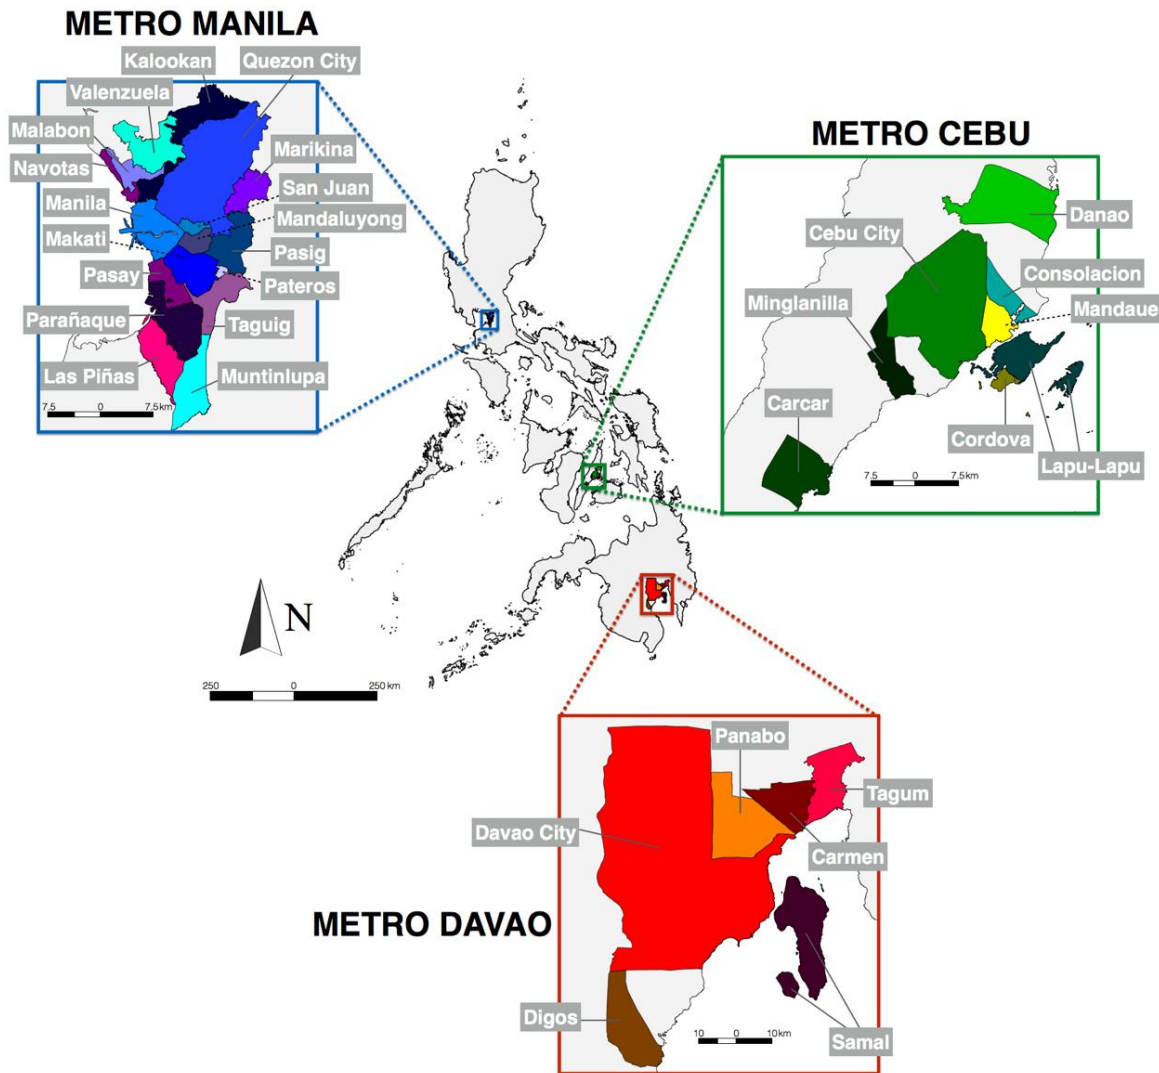 METRO MANILA
Kalookan
Quezon City
Valenzuela
Malabon
Navotas
Marikina
San Juan
Manila
Mandaluyong
Makati
Pasig
Pasay
Pateros
Parañaque
Taguig
Las Piñas
Muntinlupa
7.5 0 7.5km
METRO CEBU
Danao
Cebu City
Consolacion
Minglanilla
Mandaue
Carcar
Cordova
Lapu-Lapu
7.5 0 7.5km
N
250 0 250 km
METRO DAVAO
Panabo
Tagum
Davao City
Carmen
Digos
Samal
10 0 10km